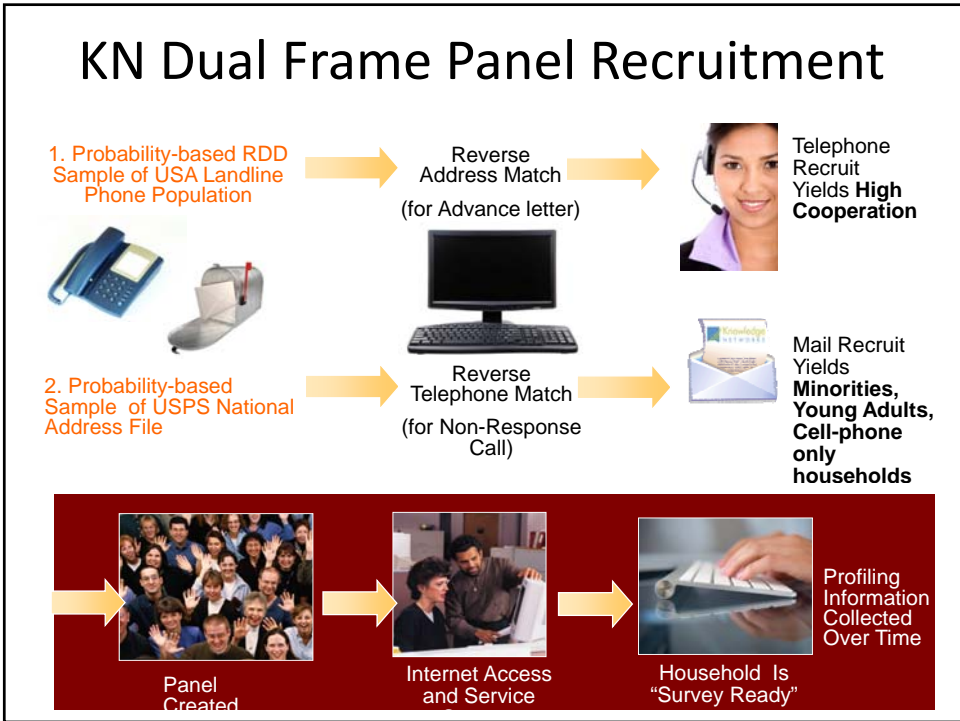 KN Dual Frame Panel Recruitment
1. Probability-based RDD
Sample of USA Landline
Phone Population
Reverse
Address Match
(for Advance letter)
Telephone
Recruit
Yields High
Cooperation
2. Probability-based
Sample of USPS National
Address File
Reverse
Telephone Match
(for Non-Response
Call)
Knowledge
NETWORKS
Mail Recruit
Yields
Minorities,
Young Adults,
Cell-phone
only
households
Panel
Created
Internet Access
and Service
Household Is
“Survey Ready”
Profiling
Information
Collected
Over Time